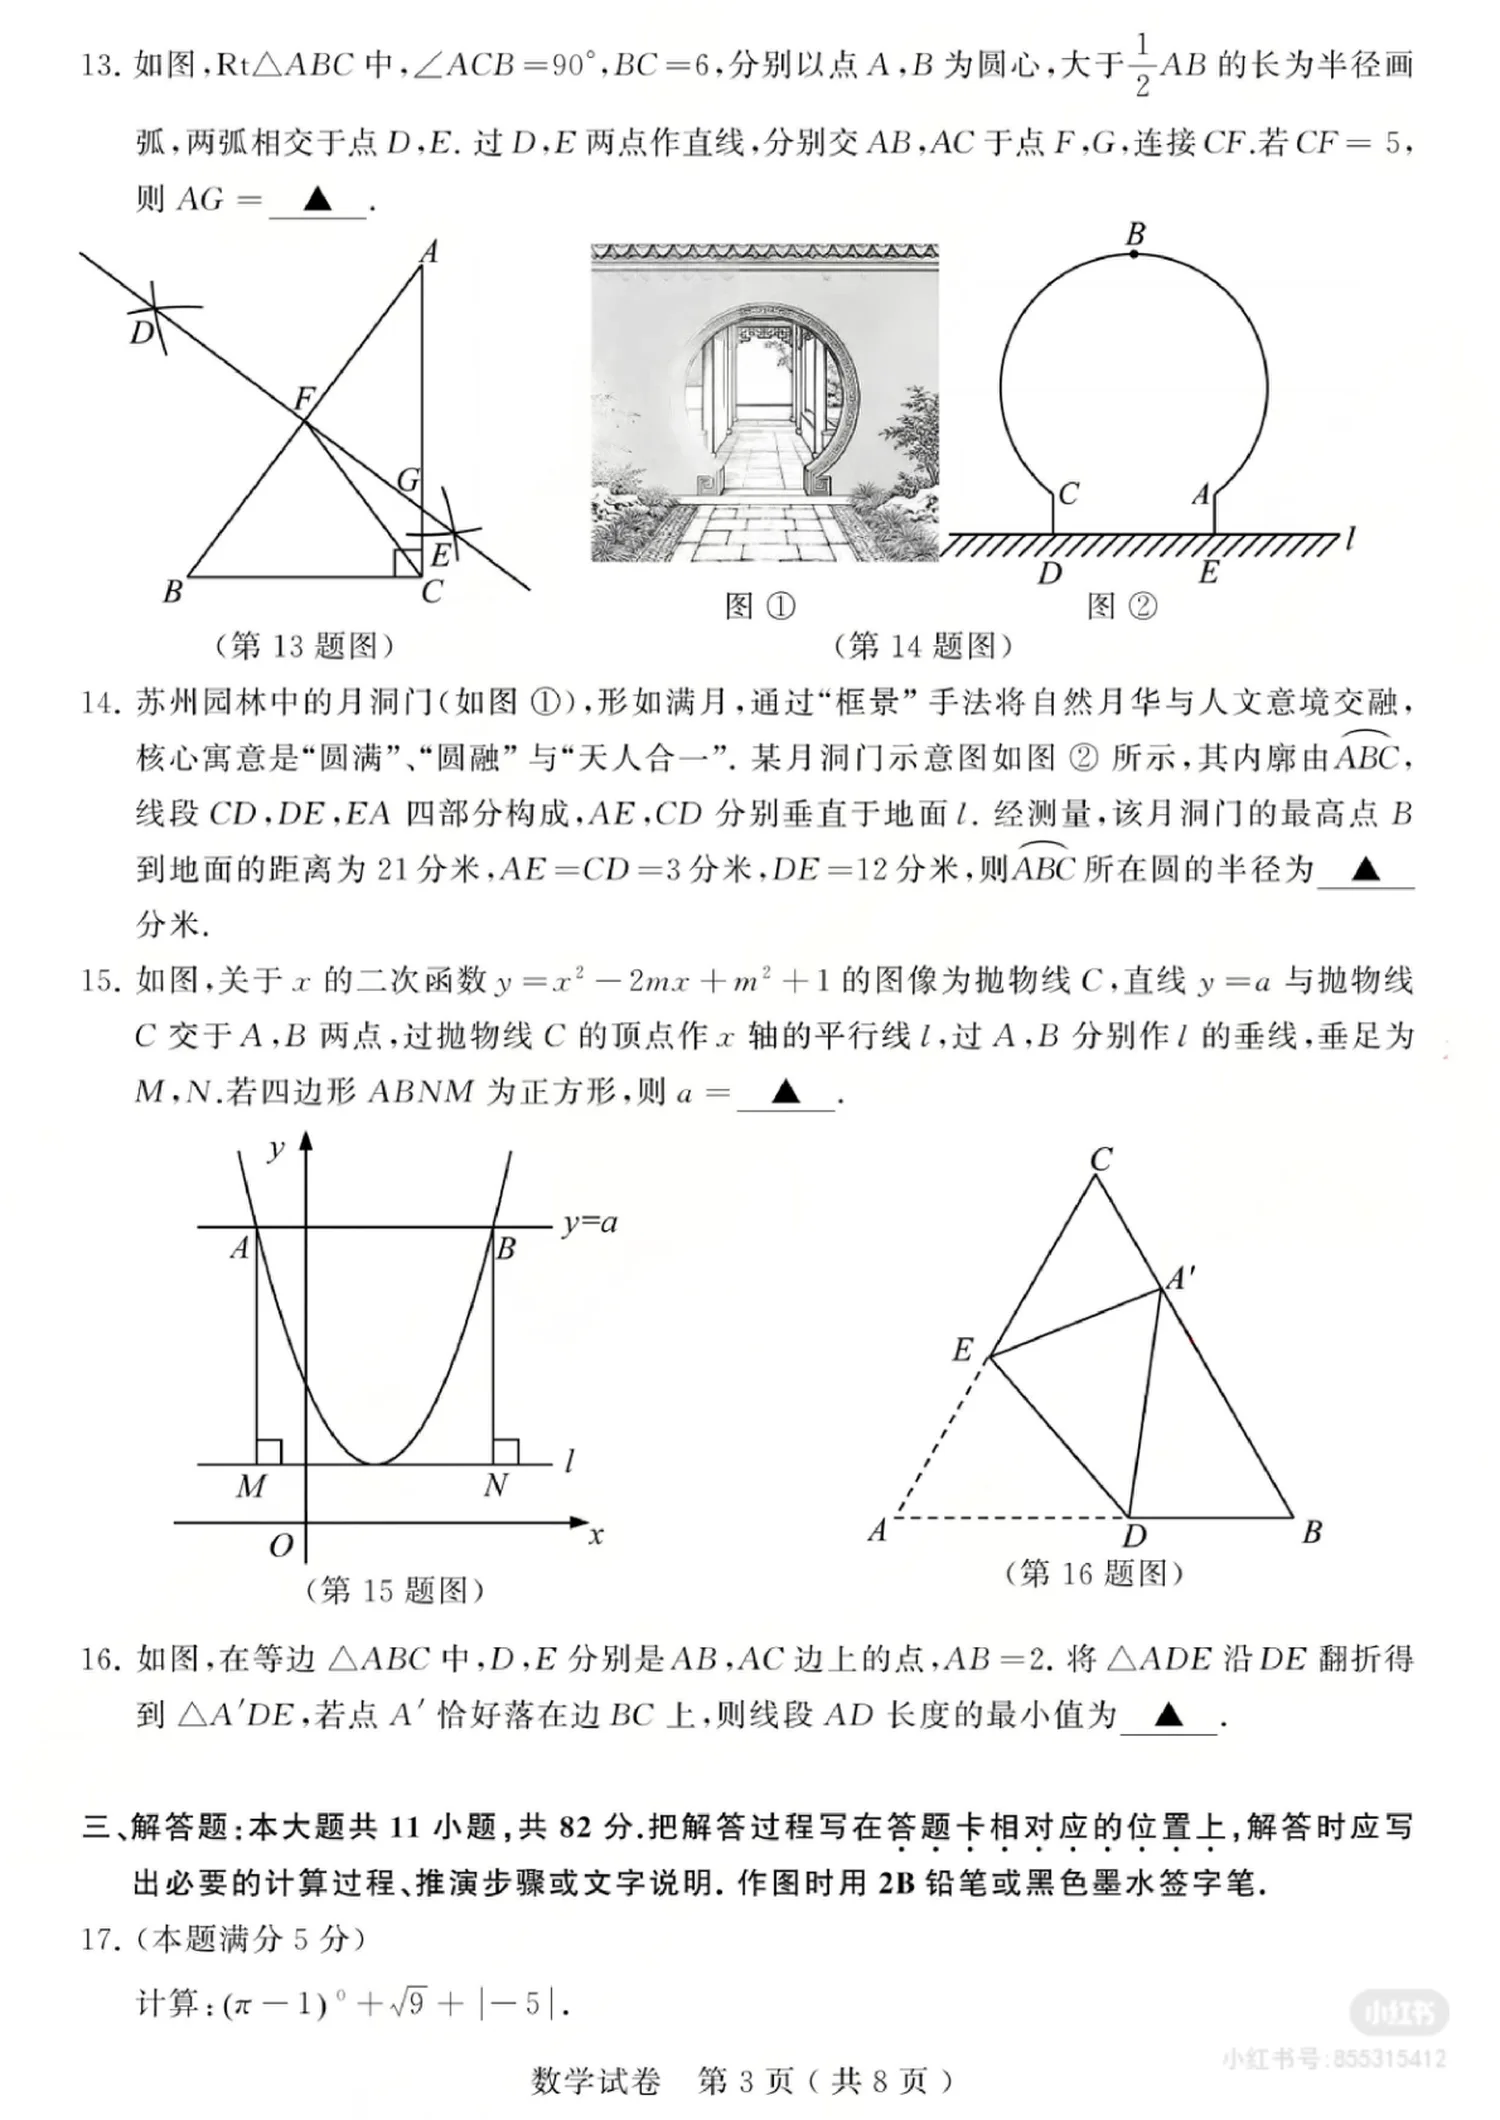 13. 如图,Rt△ABC 中,∠ACB=90°,BC=6,分别以点 A,B 为圆心,大于 1/2 AB 的长为半径画
弧,两弧相交于点 D,E. 过 D,E 两点作直线,分别交 AB,AC 于点 F,G,连接 CF.若 CF= 5,
则 AG = ▲ .
A
D
F
G
E
B
C
(第 13 题图)
B
C
A
l
D
E
图 ①
图 ②
(第 14 题图)
14. 苏州园林中的月洞门(如图 ①),形如满月,通过“框景” 手法将自然月华与人文意境交融,
核心寓意是“圆满”、“圆融” 与“天人合一”. 某月洞门示意图如图 ② 所示,其内廓由⌒ABC,
线段 CD,DE,EA 四部分构成,AE,CD 分别垂直于地面 l. 经测量,该月洞门的最高点 B
到地面的距离为 21 分米,AE=CD=3 分米,DE=12 分米,则⌒ABC 所在圆的半径为 ▲
分米.
15. 如图,关于 x 的二次函数 y=x²-2mx+m²+1 的图像为抛物线 C,直线 y=a 与抛物线
C 交于 A,B 两点,过抛物线 C 的顶点作 x 轴的平行线 l,过 A,B 分别作 l 的垂线,垂足为
M,N.若四边形 ABNM 为正方形,则 a = ▲ .
y
y=a
A
B
l
M
N
O
x
(第 15 题图)
C
A′
E
A
D
B
(第 16 题图)
16. 如图,在等边 △ABC 中,D,E 分别是 AB,AC 边上的点,AB=2. 将 △ADE 沿 DE 翻折得
到 △A′DE,若点 A′ 恰好落在边 BC 上,则线段 AD 长度的最小值为 ▲ .
三、解答题:本大题共 11 小题,共 82 分.把解答过程写在答题卡相对应的位置上,解答时应写
出必要的计算过程、推演步骤或文字说明. 作图时用 2B 铅笔或黑色墨水签字笔.
17. (本题满分 5 分)
计算:(π-1)⁰+√9+|-5|.
小红书
小红书号:855315412
数学试卷 第 3 页(共 8 页)